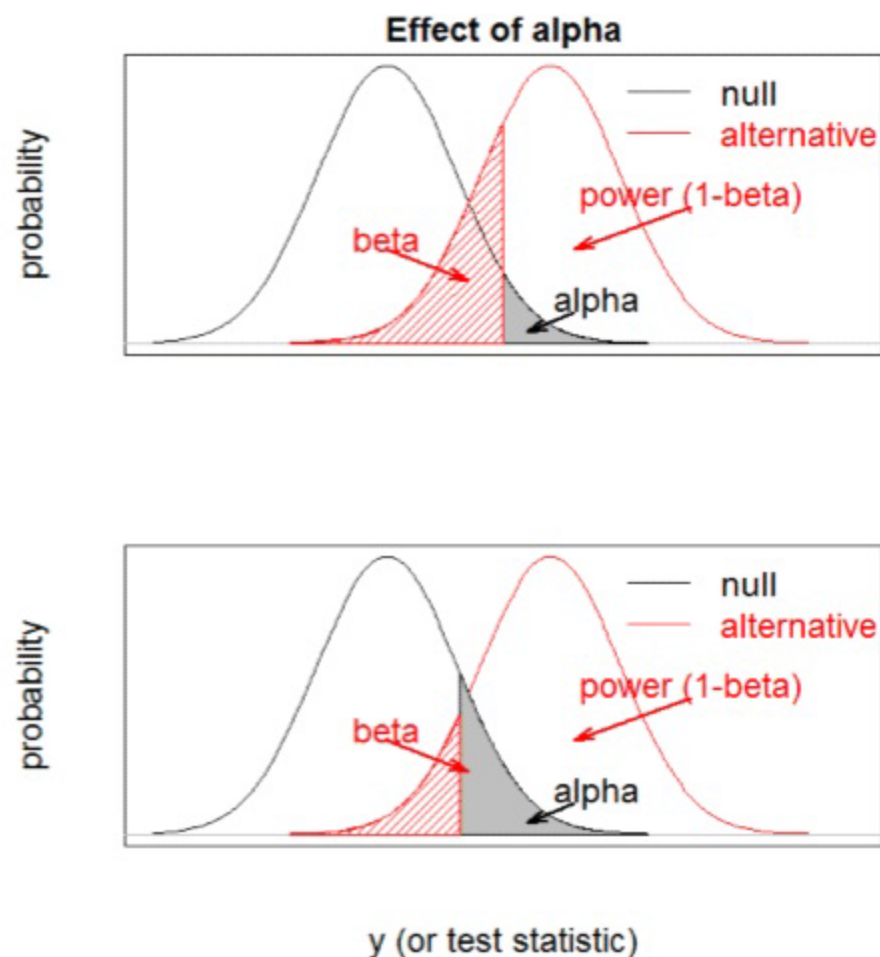 Effect of alpha
probability
null
alternative
power (1-beta)
beta
alpha
probability
null
alternative
power (1-beta)
beta
alpha
y (or test statistic)